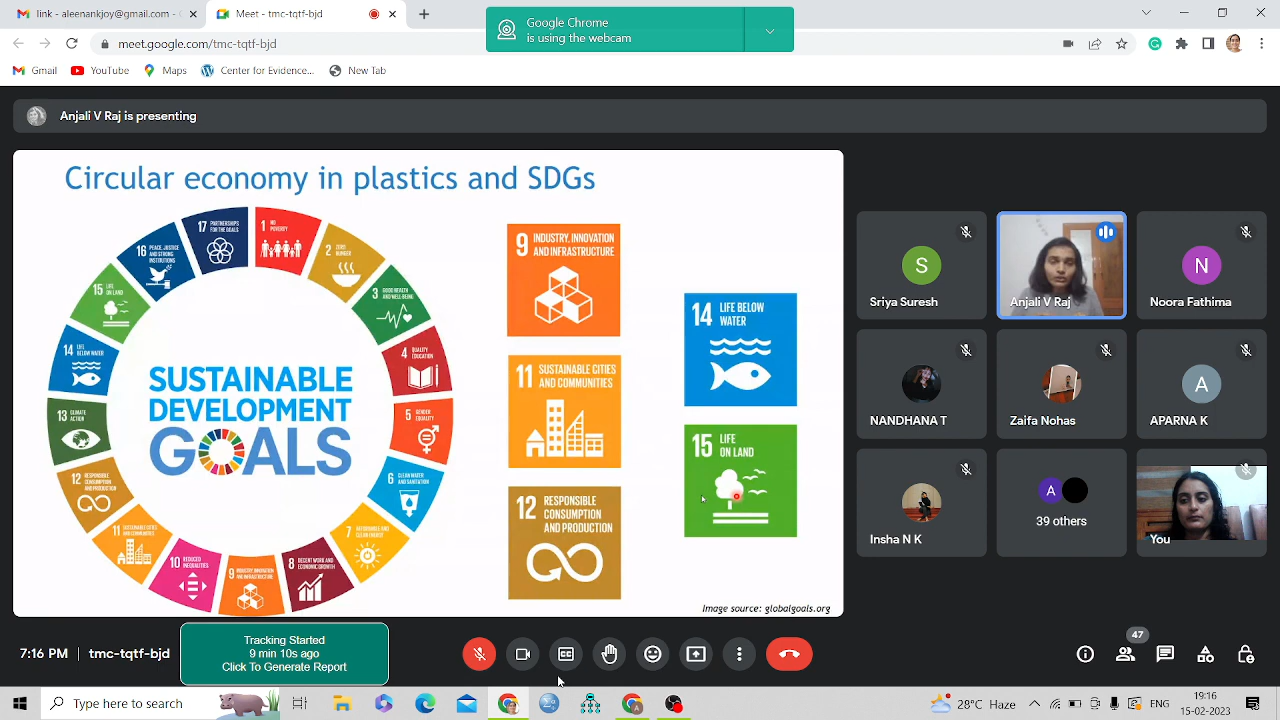 link - aeenamol@gmail.com -
Meet – tmc-tqtf-bjd
Google Chrome
is using the webcam
meet.google.com/tmc-tqtf-bjd
Gmail
YouTube
Maps
Center for Evidence...
New Tab
Anjali V Raj is presenting
Circular economy in plastics and SDGs
1 NO
POVERTY
2 ZERO
HUNGER
3 GOOD HEALTH
AND WELL-BEING
4 QUALITY
EDUCATION
5 GENDER
EQUALITY
6 CLEAN WATER
AND SANITATION
7 AFFORDABLE AND
CLEAN ENERGY
8 DECENT WORK AND
ECONOMIC GROWTH
9 INDUSTRY, INNOVATION
AND INFRASTRUCTURE
10 REDUCED
INEQUALITIES
11 SUSTAINABLE CITIES
AND COMMUNITIES
12 RESPONSIBLE
CONSUMPTION
AND PRODUCTION
13 CLIMATE
ACTION
14 LIFE
BELOW WATER
15 LIFE
ON LAND
16 PEACE, JUSTICE
AND STRONG
INSTITUTIONS
17 PARTNERSHIPS
FOR THE GOALS
SUSTAINABLE
DEVELOPMENT
GOALS
9 INDUSTRY, INNOVATION
AND INFRASTRUCTURE
11 SUSTAINABLE CITIES
AND COMMUNITIES
12 RESPONSIBLE
CONSUMPTION
AND PRODUCTION
14 LIFE BELOW
WATER
15 LIFE
ON LAND
Image source: globalgoals.org
S
Sriya Suresh
Anjali V Raj
N
Noora Fathima
NANDHANA T
Zaifa Nohas
A
APARNA K
Insha N K
A
39 others
You
7:16 PM
tmc-tqtf-bjd
Tracking Started
9 min 10s ago
Click To Generate Report
47
Type here to search
28°C Haze
ENG
19:16
15-02-2023